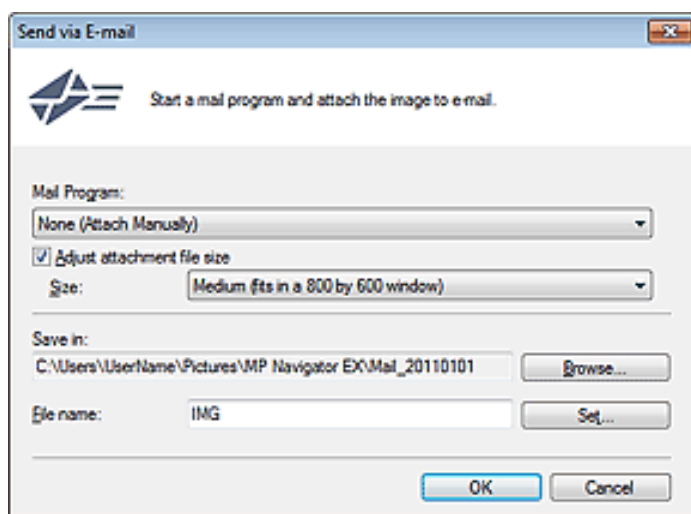 Send via E-mail
Start a mail program and attach the image to e-mail.
Mail Program:
None (Attach Manually)
Adjust attachment file size
Size: Medium (fits in a 800 by 600 window)
Save in:
C:\Users\UserName\Pictures\MP Navigator EX\Mail_20110101 Browse...
File name: IMG Set...
OK Cancel